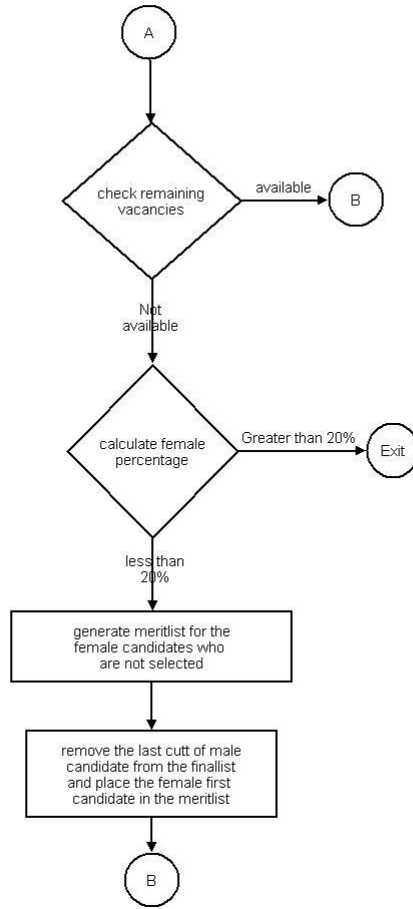 A
check remaining
vacancies
available
B
Not
available
calculate female
percentage
Greater than 20%
Exit
less than
20%
generate meritlist for the
female candidates who
are not selected
remove the last cutt of male
candidate from the finallist
and place the female first
candidate in the meritlist
B